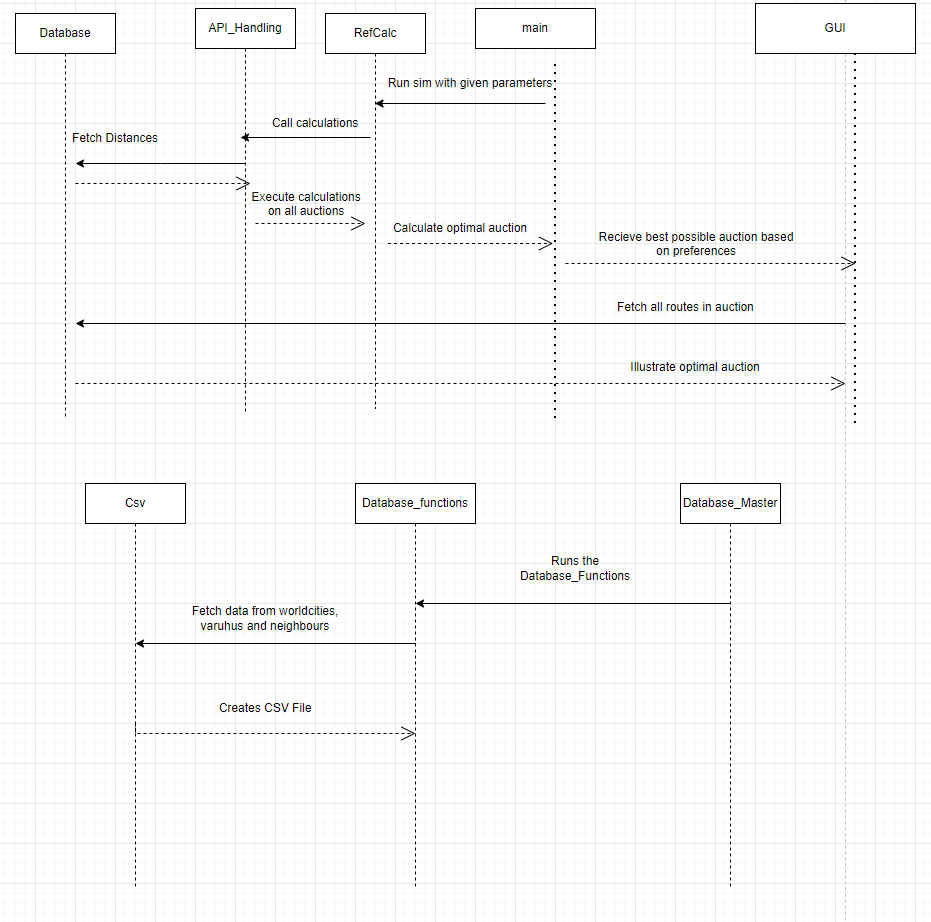 Database
API_Handling
RefCalc
main
GUI
Run sim with given parameters
Call calculations
Fetch Distances
Execute calculations
on all auctions
Calculate optimal auction
Recieve best possible auction based
on preferences
Fetch all routes in auction
Illustrate optimal auction
Csv
Database_functions
Database_Master
Runs the
Database_Functions
Fetch data from worldcities,
varuhus and neighbours
Creates CSV File